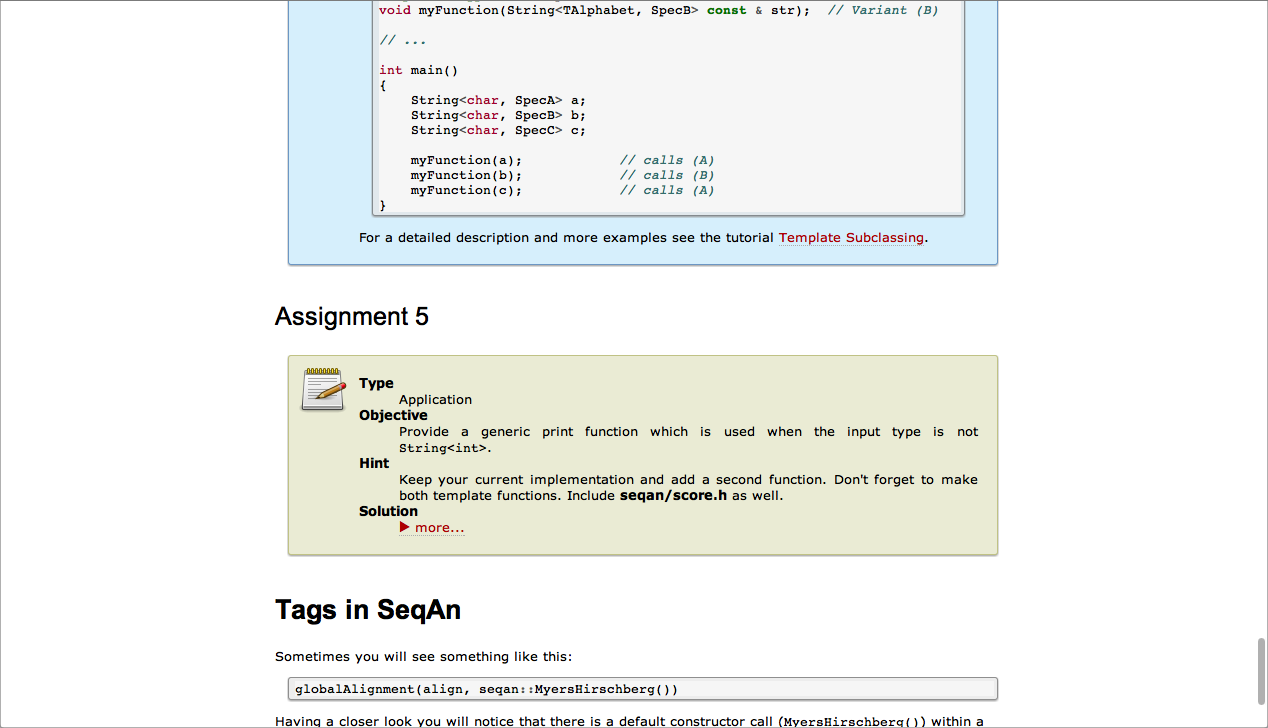 void myFunction(String<TAlphabet, SpecB> const & str);  // Variant (B)
// ...
int main()
{
    String<char, SpecA> a;
    String<char, SpecB> b;
    String<char, SpecC> c;
    myFunction(a);            // calls (A)
    myFunction(b);            // calls (B)
    myFunction(c);            // calls (A)
}
For a detailed description and more examples see the tutorial Template Subclassing.
Assignment 5
Type
Application
Objective
Provide a generic print function which is used when the input type is not
String<int>.
Hint
Keep your current implementation and add a second function. Don't forget to make
both template functions. Include seqan/score.h as well.
Solution
more...
Tags in SeqAn
Sometimes you will see something like this:
globalAlignment(align, seqan::MyersHirschberg())
Having a closer look you will notice that there is a default constructor call (MyersHirschberg()) within a